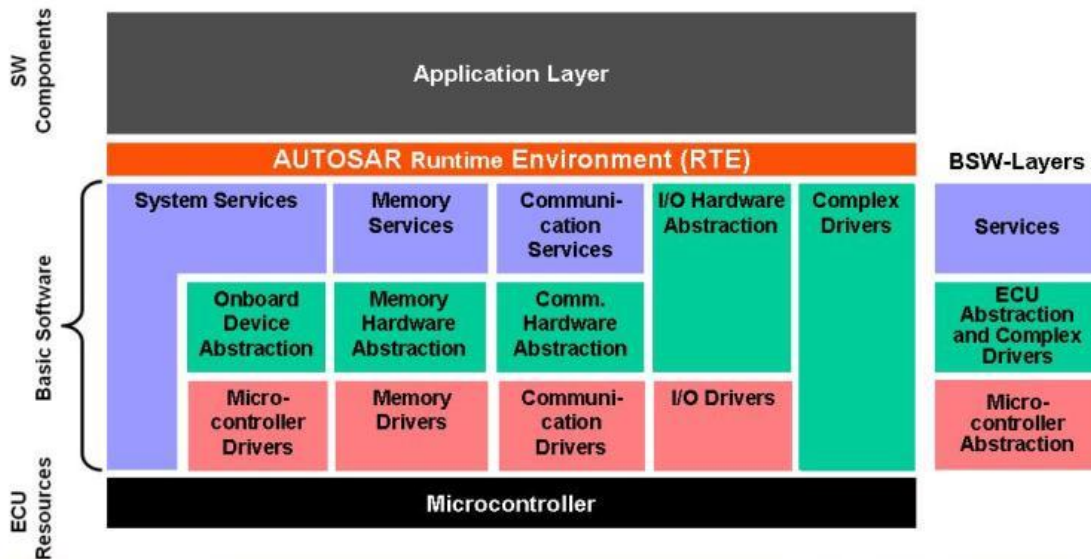 SW
Components
Application Layer
AUTOSAR Runtime Environment (RTE)
BSW-Layers
Basic Software
System Services
Memory
Services
Communi-
cation
Services
I/O Hardware
Abstraction
Complex
Drivers
Services
Onboard
Device
Abstraction
Memory
Hardware
Abstraction
Comm.
Hardware
Abstraction
ECU
Abstraction
and Complex
Drivers
Micro-
controller
Drivers
Memory
Drivers
Communi-
cation
Drivers
I/O Drivers
Micro-
controller
Abstraction
ECU
Resources
Microcontroller